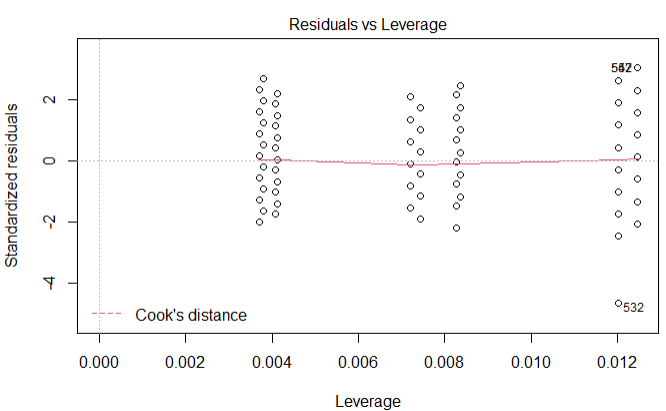 Residuals vs Leverage
Standardized residuals
2
0
-2
-4
532
Cook's distance
0.000 0.002 0.004 0.006 0.008 0.010 0.012
Leverage